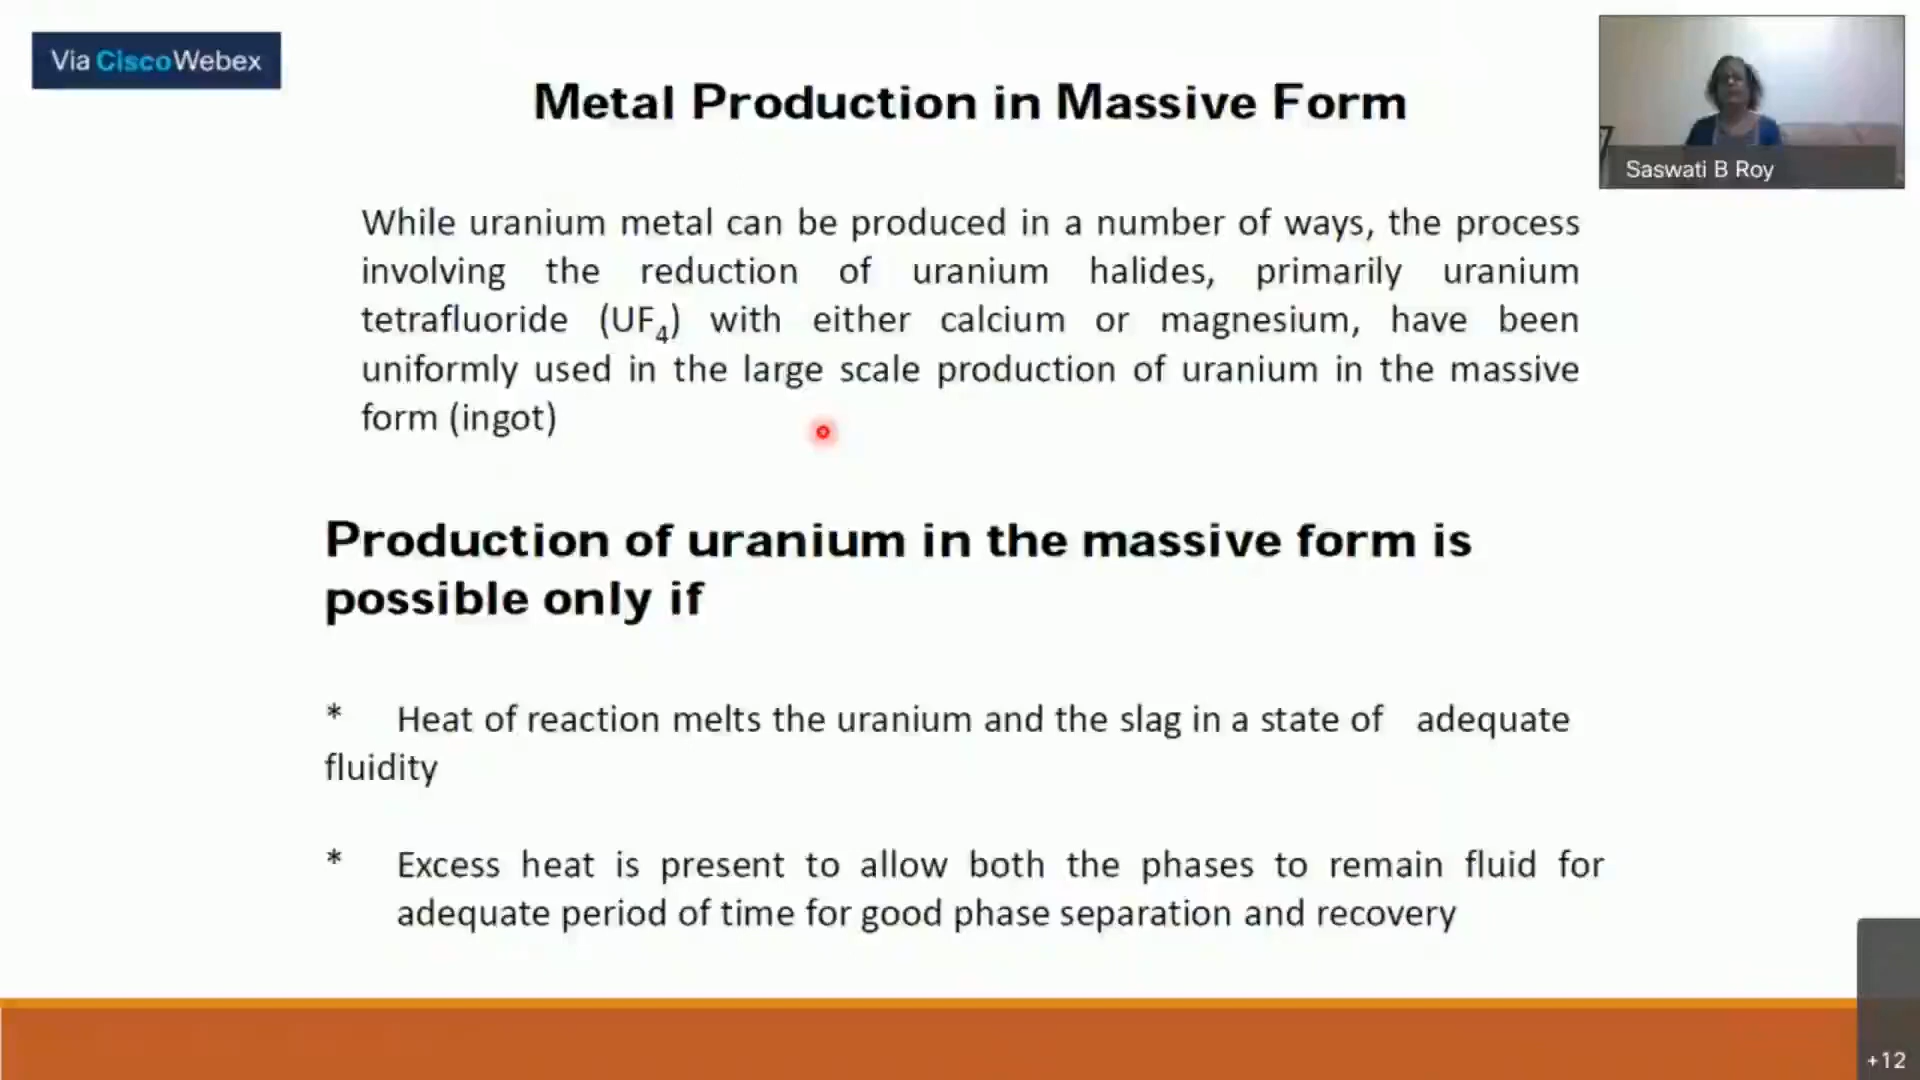 Via CiscoWebex
Metal Production in Massive Form
Saswati B Roy
While uranium metal can be produced in a number of ways, the process
involving the reduction of uranium halides, primarily uranium
tetrafluoride (UF₄) with either calcium or magnesium, have been
uniformly used in the large scale production of uranium in the massive
form (ingot)
Production of uranium in the massive form is
possible only if
* Heat of reaction melts the uranium and the slag in a state of adequate
fluidity
* Excess heat is present to allow both the phases to remain fluid for
adequate period of time for good phase separation and recovery
+12